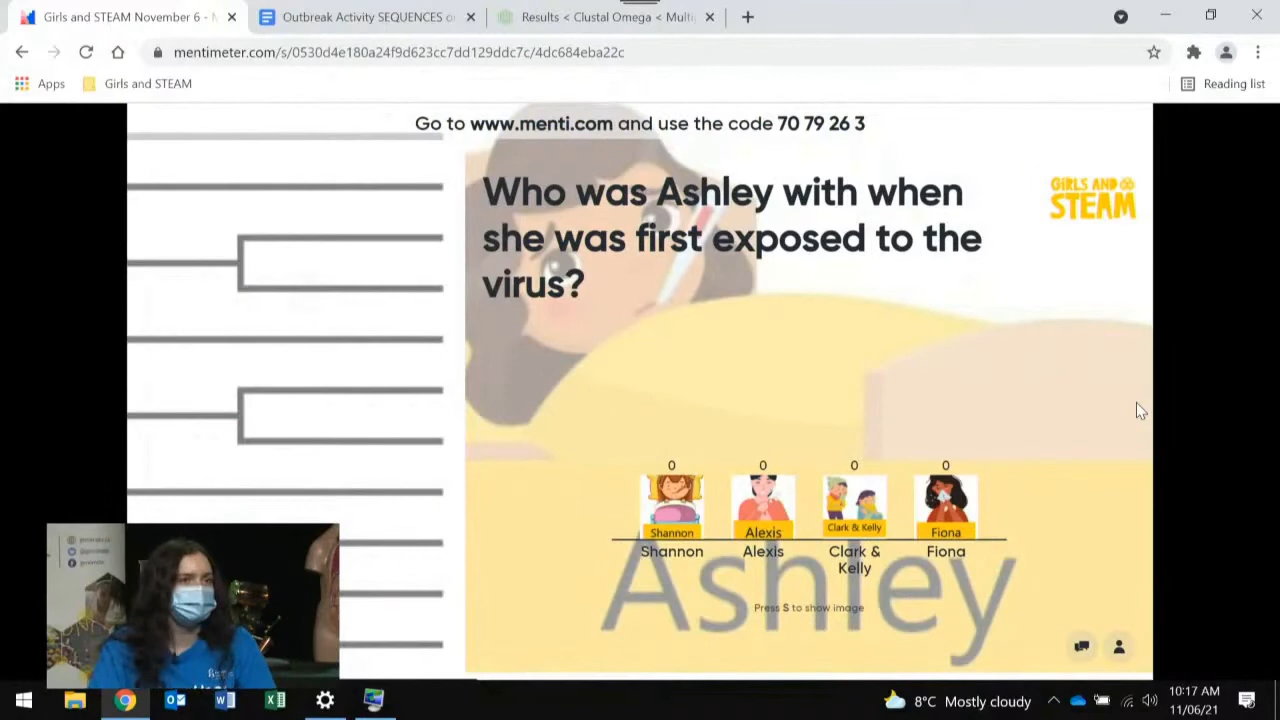 Girls and STEAM November 6 - M
Outbreak Activity SEQUENCES o
Results < Clustal Omega < Multi
mentimeter.com/s/0530d4e180a24f9d623cc7dd129ddc7c/4dc684eba22c
Apps
Girls and STEAM
Reading list
Go to www.menti.com and use the code 70 79 26 3
Who was Ashley with when
she was first exposed to the
virus?
GIRLS AND
STEAM
0 0 0 0
Shannon
Alexis
Clark & Kelly
Fiona
Shannon
Alexis
Clark &
Kelly
Fiona
Ashley
Press S to show image
8°C Mostly cloudy
10:17 AM
11/06/21